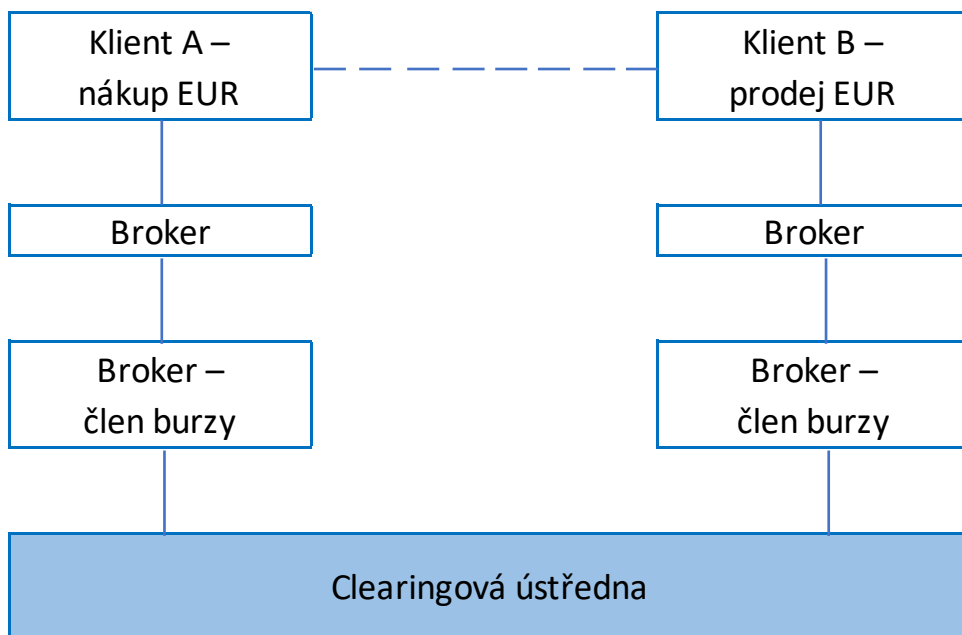 Klient A –
nákup EUR
Klient B –
prodej EUR
Broker
Broker
Broker –
člen burzy
Broker –
člen burzy
Clearingová ústředna